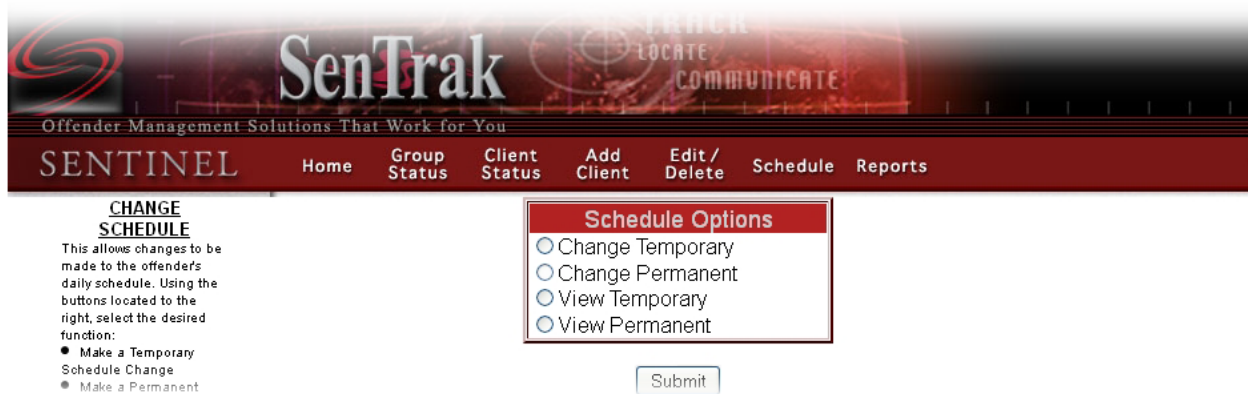 TRACK
LOCATE
COMMUNICATE
SenTrak
Offender Management Solutions That Work for You
SENTINEL
Home
Group Status
Client Status
Add Client
Edit / Delete
Schedule
Reports
CHANGE
SCHEDULE
This allows changes to be
made to the offender's
daily schedule. Using the
buttons located to the
right, select the desired
function:
● Make a Temporary
Schedule Change
● Make a Permanent
Schedule Options
Change Temporary
Change Permanent
View Temporary
View Permanent
Submit